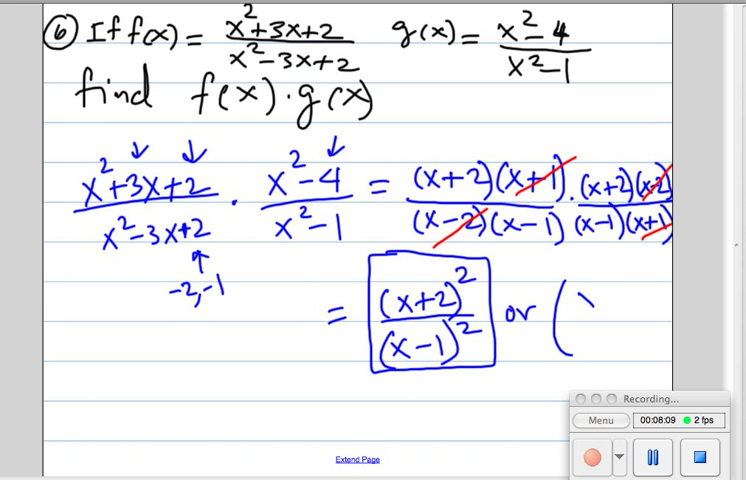 ⑥ If f(x) = (x²+3x+2)/(x²-3x+2)   g(x) = (x²-4)/(x²-1)
find f(x)·g(x)
(x²+3x+2)/(x²-3x+2) · (x²-4)/(x²-1) = (x+2)(x+1)/(x-2)(x-1) · (x+2)(x-2)/(x-1)(x+1)
-2,-1
= (x+2)²/(x-1)² or (
Recording...
Menu 00:08:09 2 fps
Extend Page